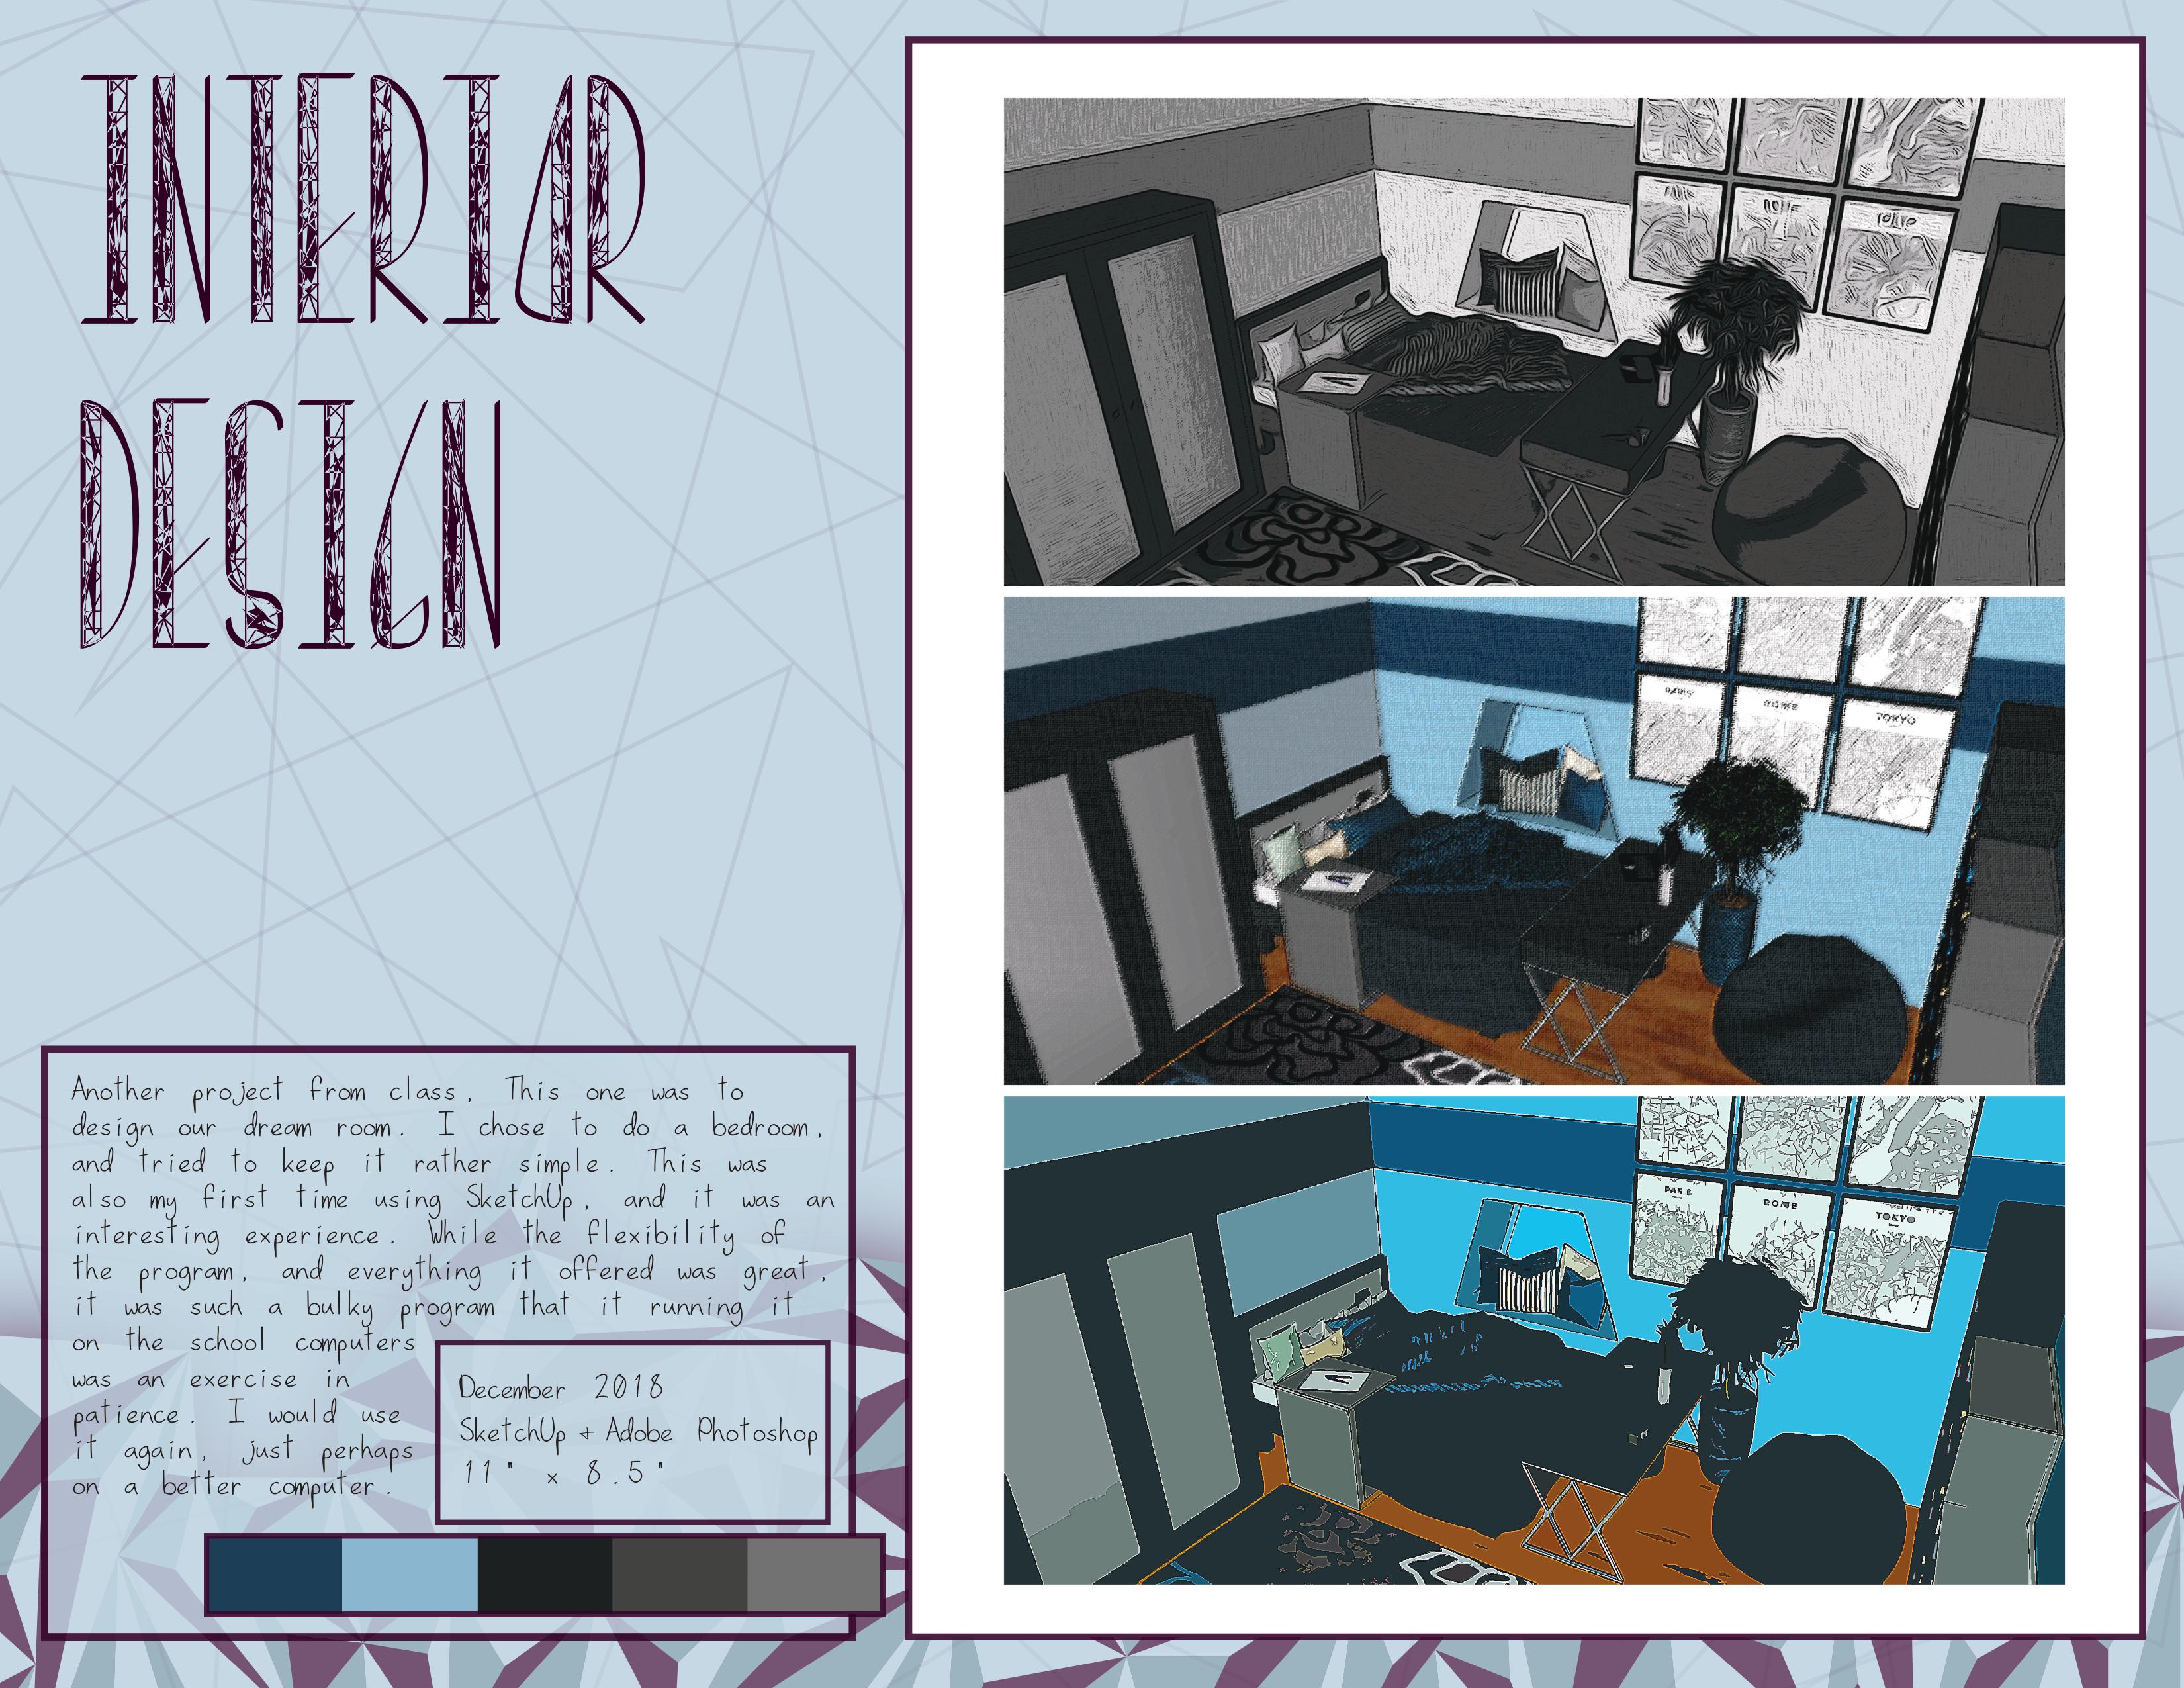 INTERIOR
DESIGN
Another project from class, This one was to
design our dream room. I chose to do a bedroom,
and tried to keep it rather simple. This was
also my first time using SketchUp, and it was an
interesting experience. While the flexibility of
the program, and everything it offered was great,
it was such a bulky program that it running it
on the school computers
was an exercise in
patience. I would use
it again, just perhaps
on a better computer.
December 2018
SketchUp + Adobe Photoshop
11" x 8.5"
PARIS
ROME
TOKYO
ROME
TOKYO